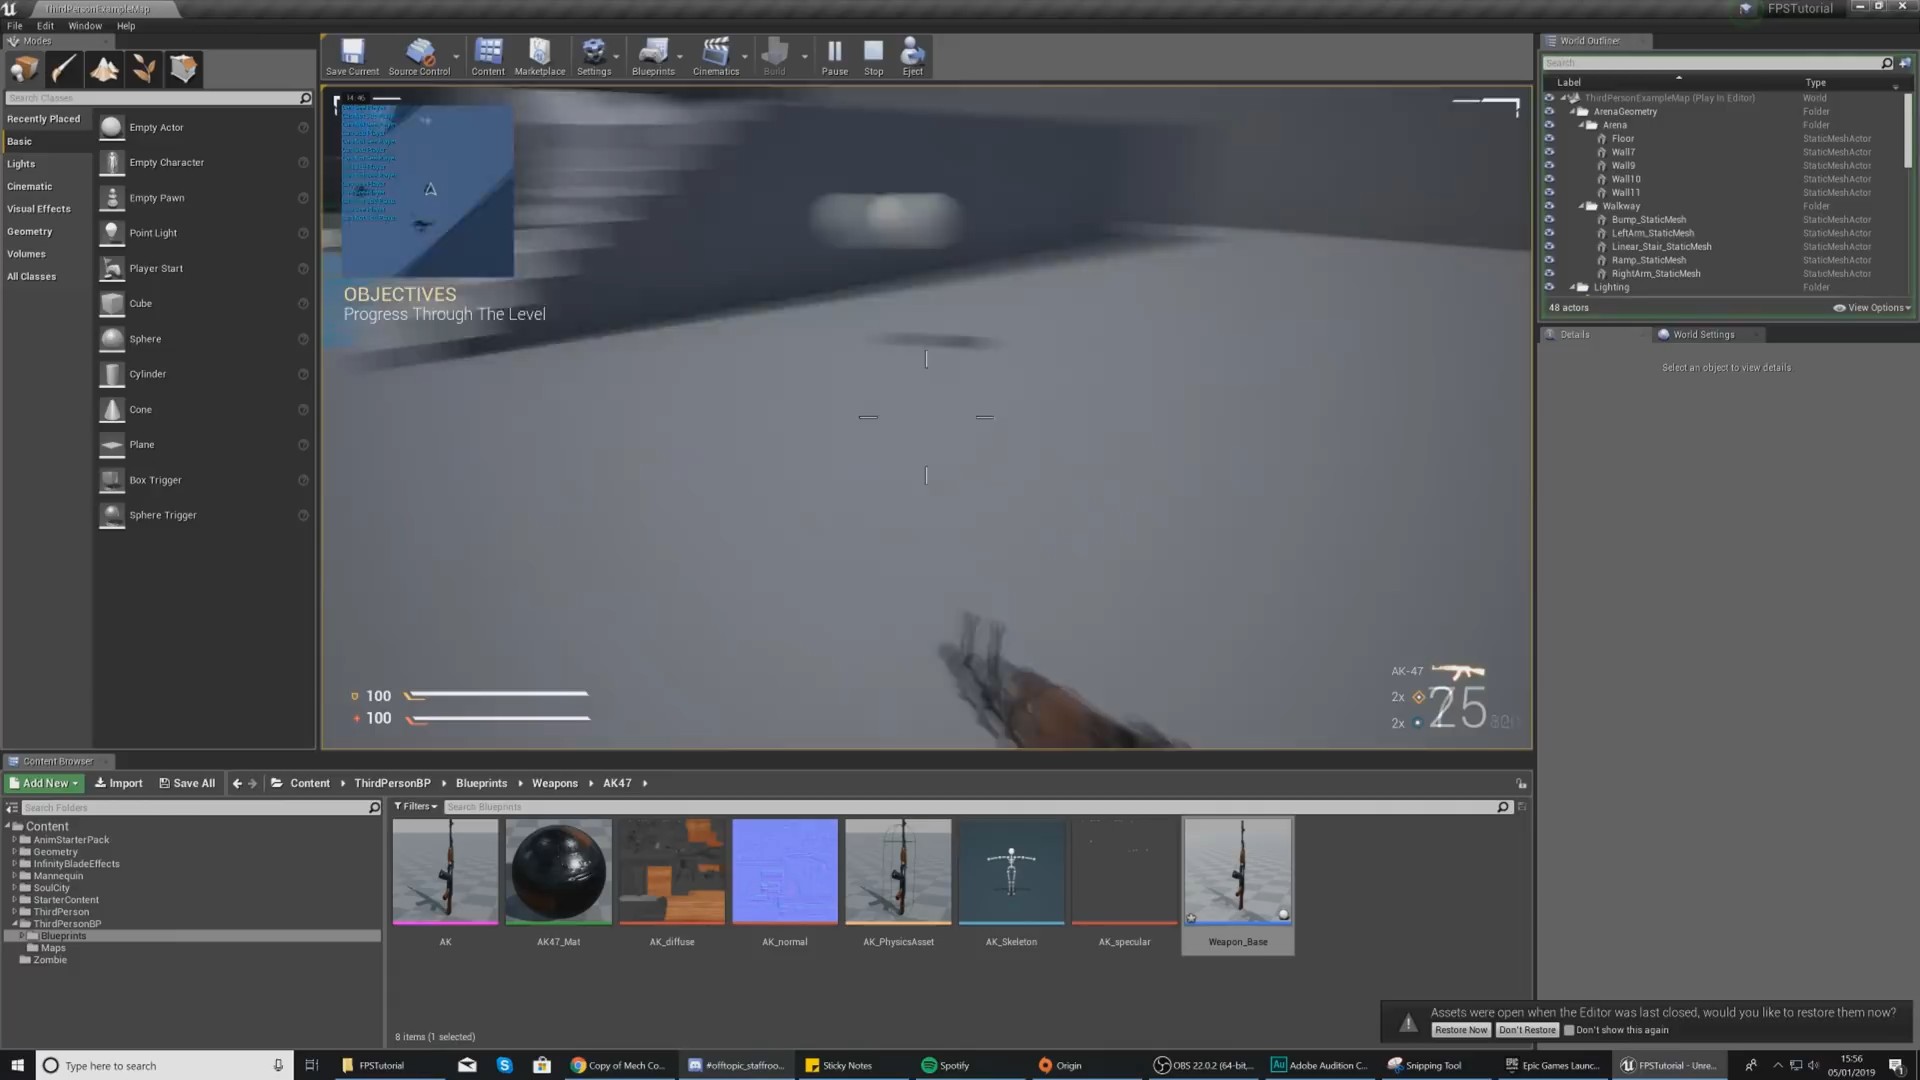 ThirdPersonExampleMap
FPSTutorial
File Edit Window Help
Modes
Search Classes
Recently Placed
Basic
Lights
Cinematic
Visual Effects
Geometry
Volumes
All Classes
Empty Actor
Empty Character
Empty Pawn
Point Light
Player Start
Cube
Sphere
Cylinder
Cone
Plane
Box Trigger
Sphere Trigger
Save Current Source Control Content Marketplace Settings Blueprints Cinematics Build Pause Stop Eject
14:46
OBJECTIVES
Progress Through The Level
100
100
AK-47
2x
2x
25
World Outliner
Search
Label Type
ThirdPersonExampleMap (Play In Editor) World
ArenaGeometry Folder
Arena Folder
Floor StaticMeshActor
Wall7 StaticMeshActor
Wall9 StaticMeshActor
Wall10 StaticMeshActor
Wall11 StaticMeshActor
Walkway Folder
Bump_StaticMesh StaticMeshActor
LeftArm_StaticMesh StaticMeshActor
Linear_Stair_StaticMesh StaticMeshActor
Ramp_StaticMesh StaticMeshActor
RightArm_StaticMesh StaticMeshActor
Lighting Folder
48 actors View Options
Details World Settings
Select an object to view details
Content Browser
Add New Import Save All Content ThirdPersonBP Blueprints Weapons AK47
Search Folders
Filters Search Blueprints
Content
AnimStarterPack
Geometry
InfinityBladeEffects
Mannequin
SoulCity
StarterContent
ThirdPerson
ThirdPersonBP
Blueprints
Maps
Zombie
AK AK47_Mat AK_diffuse AK_normal AK_PhysicsAsset AK_Skeleton AK_specular Weapon_Base
8 items (1 selected)
Assets were open when the Editor was last closed, would you like to restore them now?
Restore Now Don't Restore Don't show this again
Type here to search
FPSTutorial
Copy of Mech Co...
#offtopic_staffroo...
Sticky Notes
Spotify
Origin
OBS 22.0.2 (64-bit,...
Adobe Audition C...
Snipping Tool
Epic Games Launc...
FPSTutorial - Unre...
15:56
05/01/2019